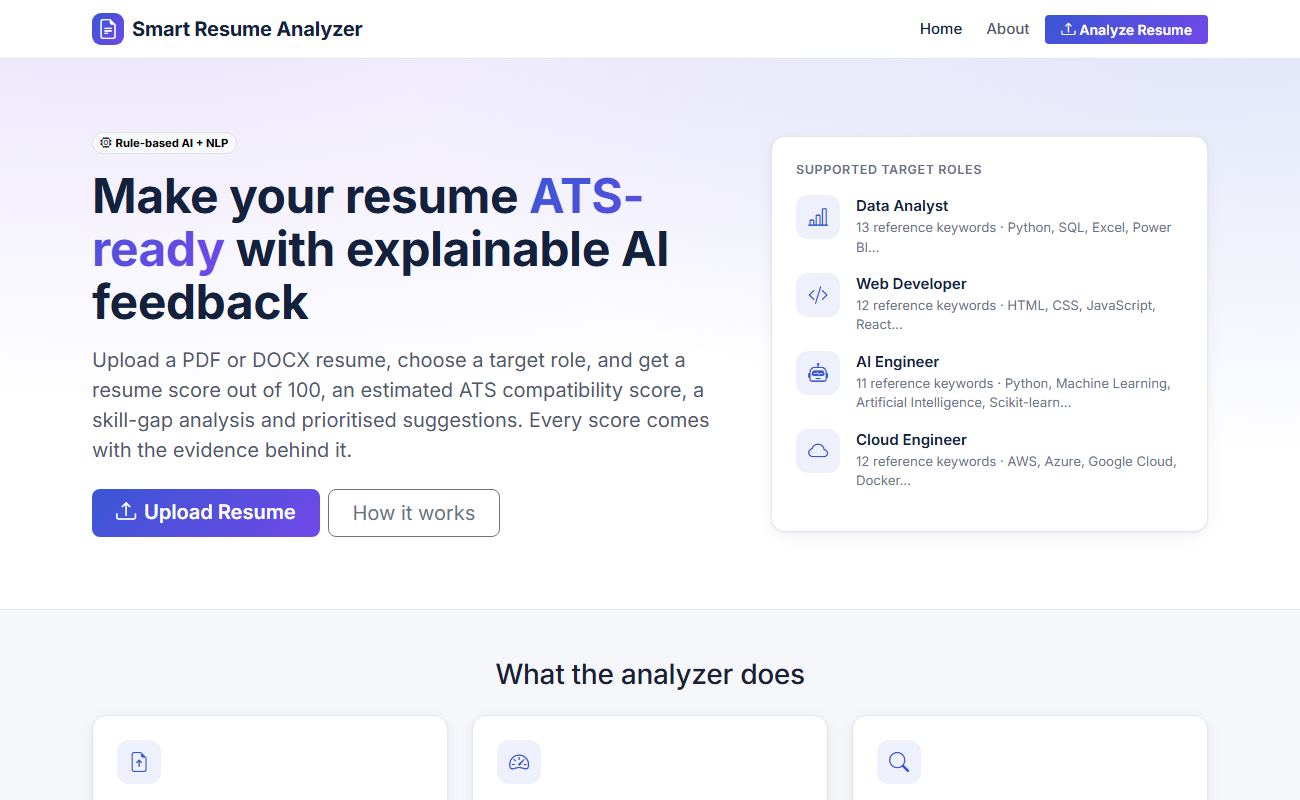 Smart Resume Analyzer
Home
About
Analyze Resume
Rule-based AI + NLP
Make your resume ATS-
ready with explainable AI
feedback
Upload a PDF or DOCX resume, choose a target role, and get a
resume score out of 100, an estimated ATS compatibility score, a
skill-gap analysis and prioritised suggestions. Every score comes
with the evidence behind it.
Upload Resume
How it works
SUPPORTED TARGET ROLES
Data Analyst
13 reference keywords · Python, SQL, Excel, Power
BI...
Web Developer
12 reference keywords · HTML, CSS, JavaScript,
React...
AI Engineer
11 reference keywords · Python, Machine Learning,
Artificial Intelligence, Scikit-learn...
Cloud Engineer
12 reference keywords · AWS, Azure, Google Cloud,
Docker...
What the analyzer does